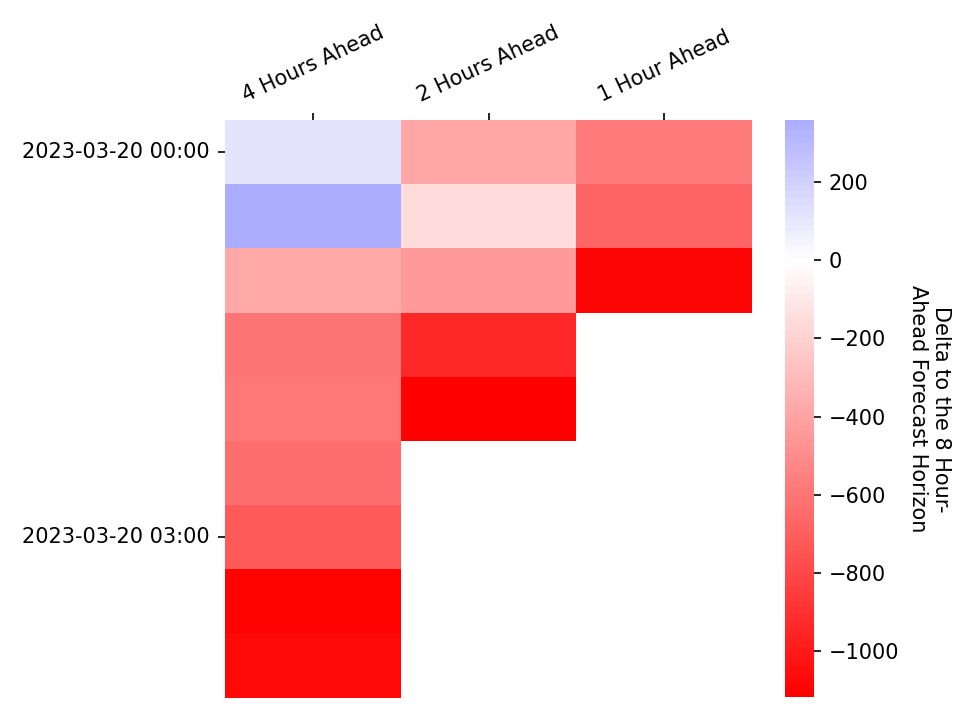 4 Hours Ahead
2 Hours Ahead
1 Hour Ahead
2023-03-20 00:00
2023-03-20 03:00
200
0
−200
−400
−600
−800
−1000
Delta to the 8 Hour-
Ahead Forecast Horizon